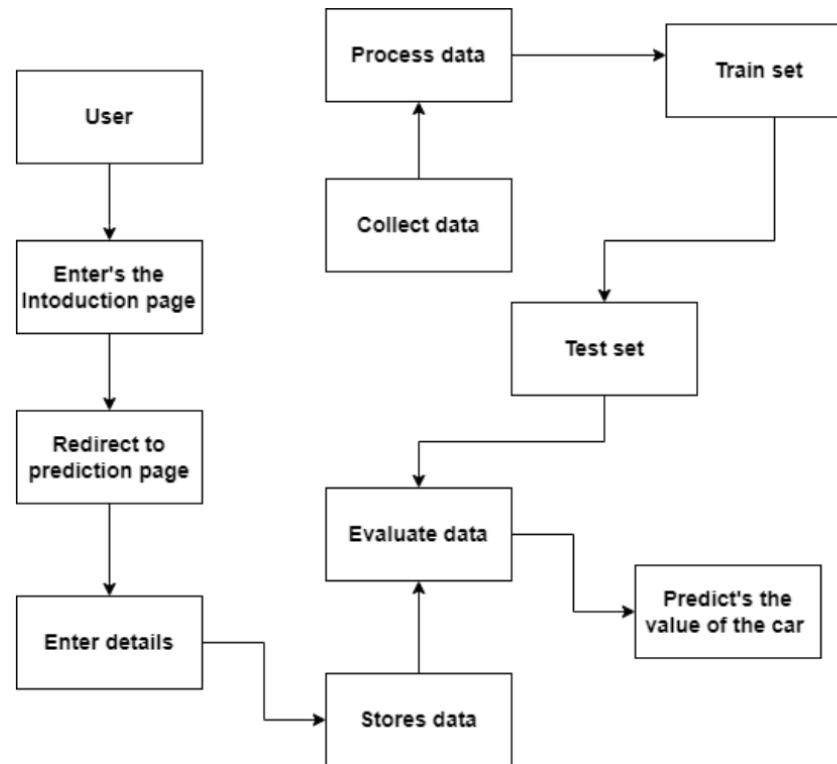 Process data
Train set
User
Collect data
Enter's the
Intoduction page
Test set
Redirect to
prediction page
Evaluate data
Predict's the
value of the car
Enter details
Stores data